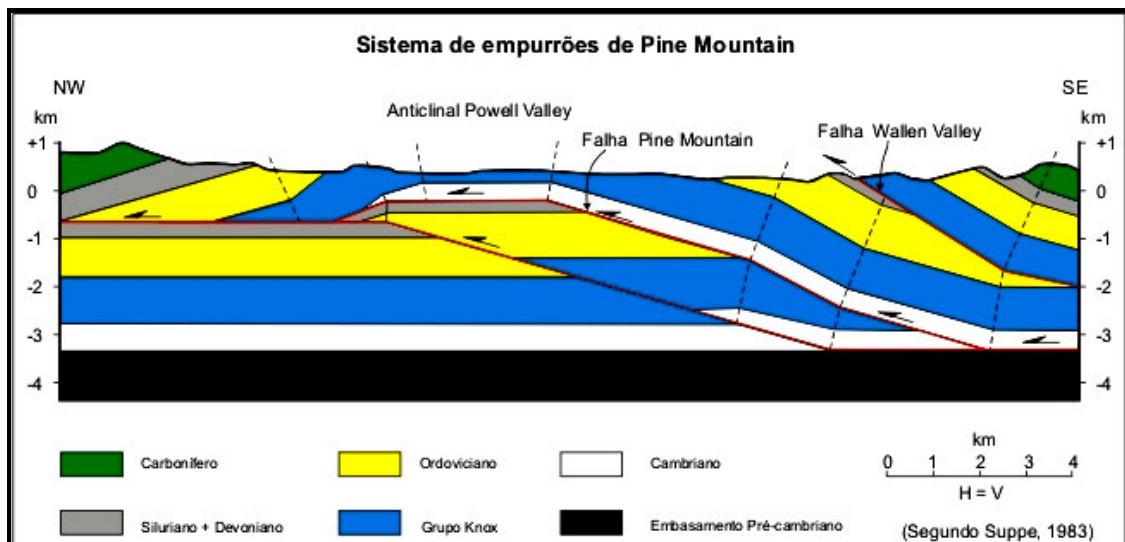 Sistema de empurrões de Pine Mountain
NW
SE
km
km
Anticlinal Powell Valley
Falha Pine Mountain
Falha Wallen Valley
+1
+1
0
0
-1
-1
-2
-2
-3
-3
-4
-4
Carbonífero
Ordoviciano
Cambriano
Siluriano + Devoniano
Grupo Knox
Embasamento Pré-cambriano
km
0 1 2 3 4
H = V
(Segundo Suppe, 1983)